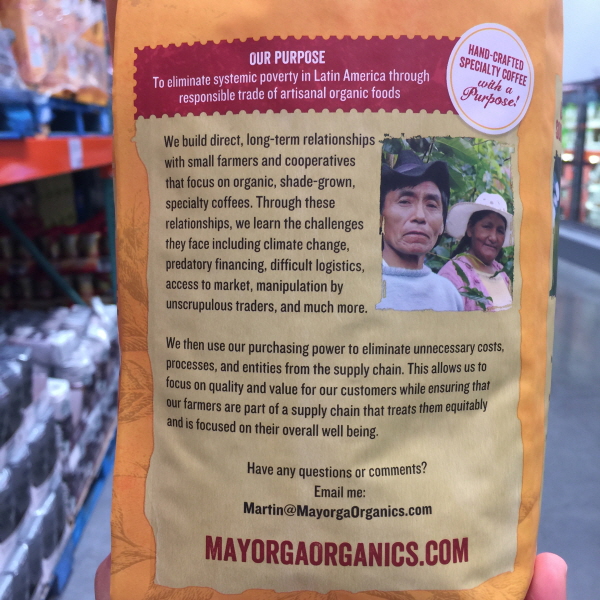 OUR PURPOSE
To eliminate systemic poverty in Latin America through
responsible trade of artisanal organic foods
HAND-CRAFTED
SPECIALTY COFFEE
with a
Purpose!
We build direct, long-term relationships
with small farmers and cooperatives
that focus on organic, shade-grown,
specialty coffees. Through these
relationships, we learn the challenges
they face including climate change,
predatory financing, difficult logistics,
access to market, manipulation by
unscrupulous traders, and much more.
We then use our purchasing power to eliminate unnecessary costs,
processes, and entities from the supply chain. This allows us to
focus on quality and value for our customers while ensuring that
our farmers are part of a supply chain that treats them equitably
and is focused on their overall well being.
Have any questions or comments?
Email me:
Martin@MayorgaOrganics.com
MAYORGAORGANICS.COM